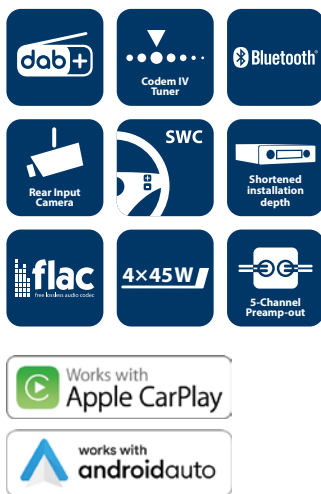 dab+
Codem IV
Tuner
Bluetooth®
Rear Input
Camera
SWC
Shortened
installation
depth
flac
free lossless audio codec
4×45W
5-Channel
Preamp-out
Works with
Apple CarPlay
works with
androidauto